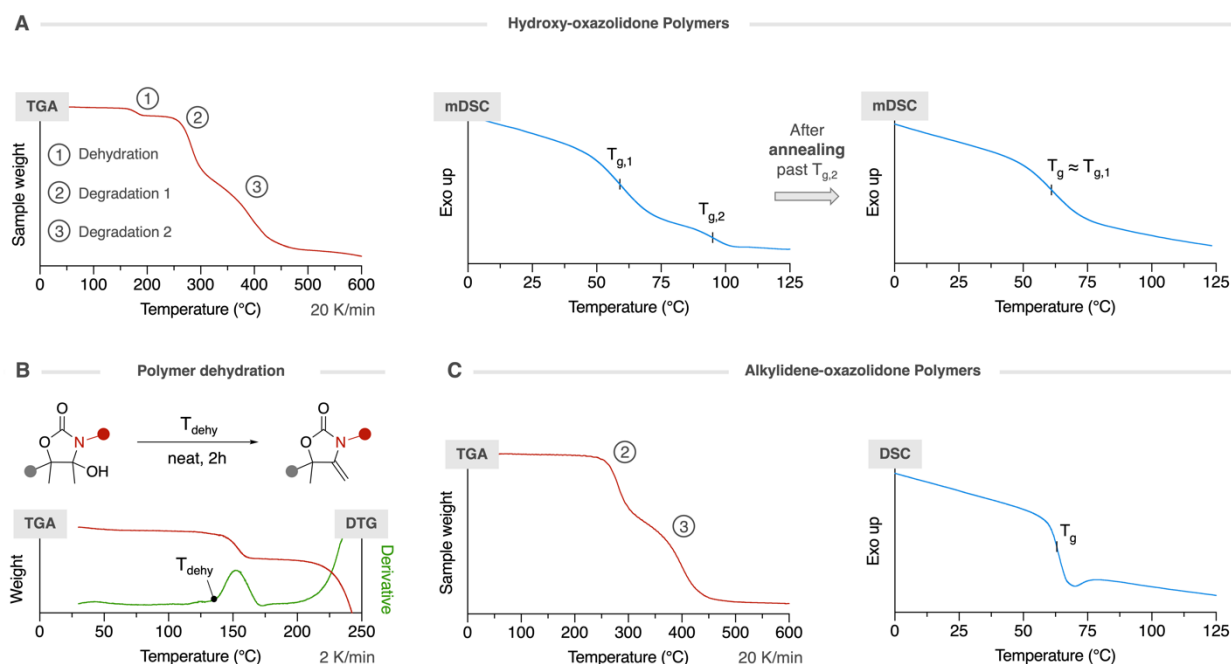 A
Hydroxy-oxazolidone Polymers
TGA
1
2
3
1 Dehydration
2 Degradation 1
3 Degradation 2
Sample weight
0 100 200 300 400 500 600
Temperature (°C)
20 K/min
mDSC
Exo up
Tg,1
Tg,2
0 25 50 75 100 125
Temperature (°C)
After
annealing
past Tg,2
mDSC
Exo up
Tg ≈ Tg,1
0 25 50 75 100 125
Temperature (°C)
B
Polymer dehydration
O
O
N
OH
Tdehy
neat, 2h
O
O
N
TGA
DTG
Weight
Derivative
Tdehy
0 50 100 150 200 250
Temperature (°C)
2 K/min
C
Alkylidene-oxazolidone Polymers
TGA
2
3
Sample weight
0 100 200 300 400 500 600
Temperature (°C)
20 K/min
DSC
Exo up
Tg
0 25 50 75 100 125
Temperature (°C)